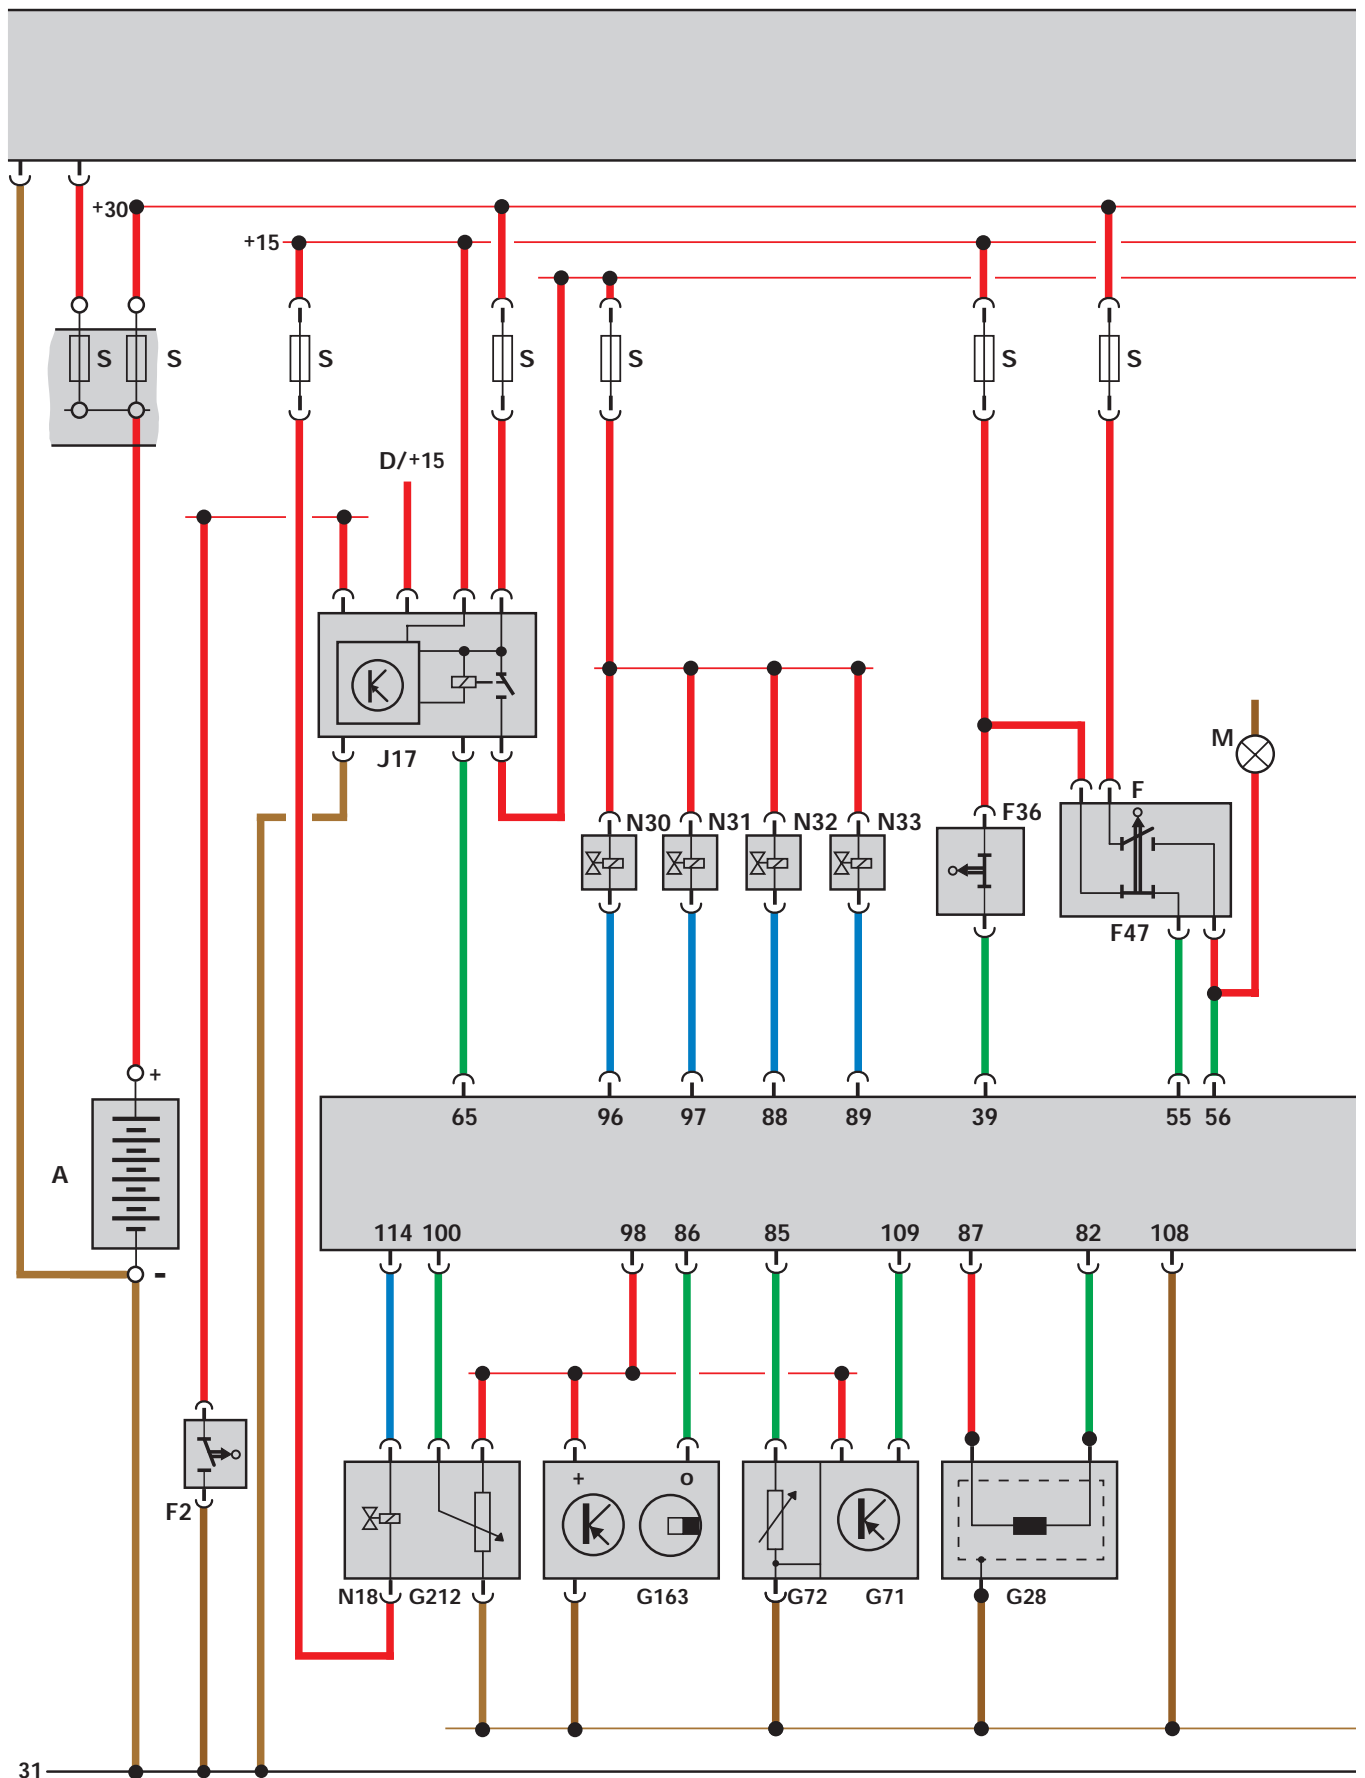 +30
+15
S S S S S S S
D/+15
J17
N30 N31 N32 N33 F36 F
M
F47
+
65 96 97 88 89 39 55 56
A
114 100 98 86 85 109 87 82 108
-
+ o
F2
N18 G212 G163 G72 G71 G28
31